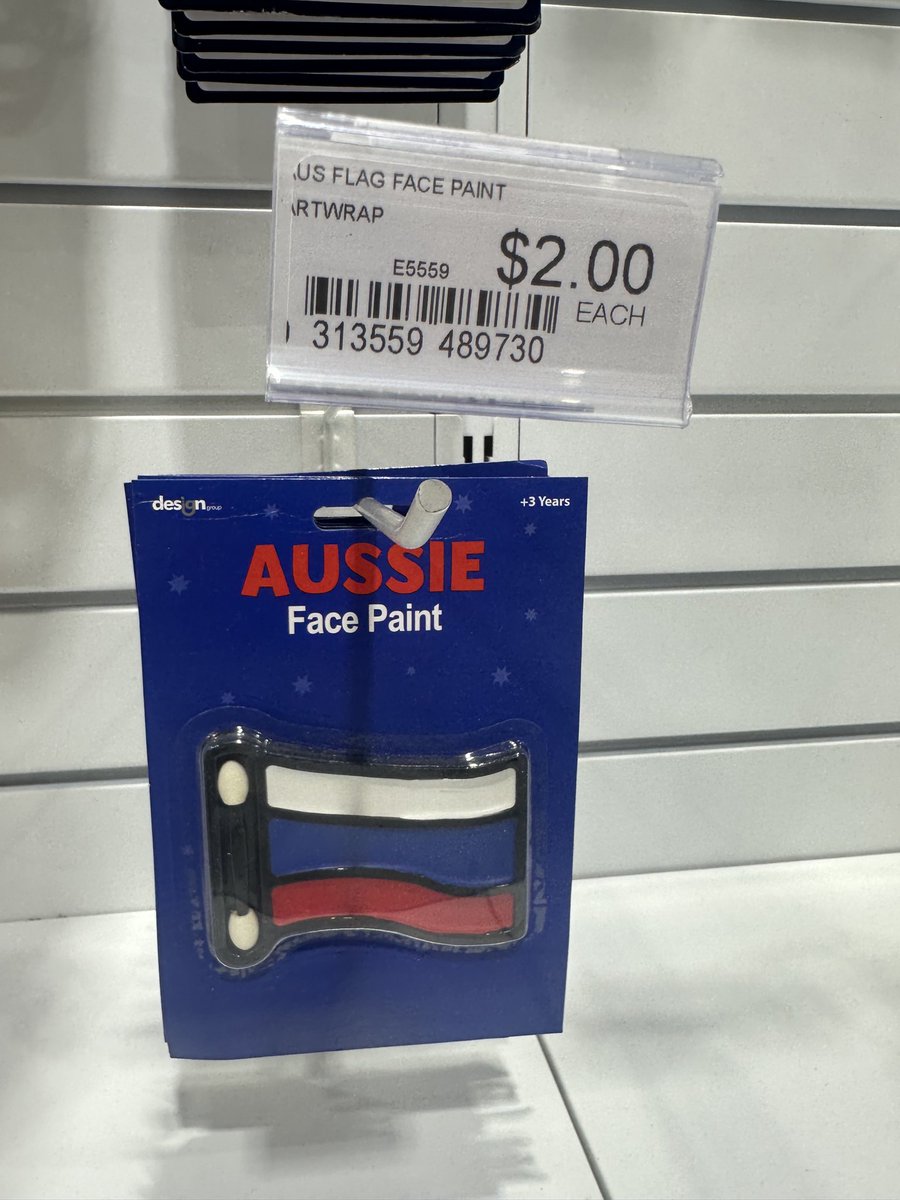 US FLAG FACE PAINT
RTWRAP
E5559
$2.00
EACH
313559 489730
design group
+3 Years
AUSSIE
Face Paint